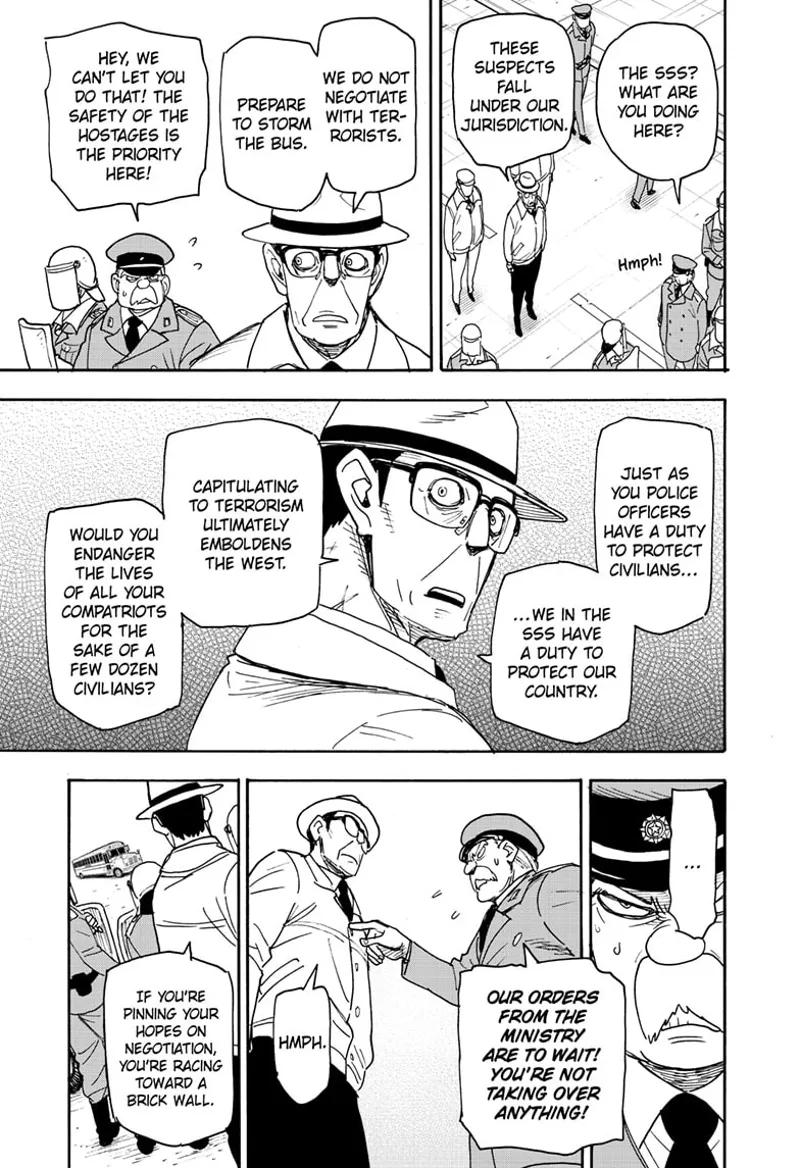 THE SSS?
WHAT ARE
YOU DOING
HERE?
THESE
SUSPECTS
FALL
UNDER OUR
JURISDICTION.
Hmph!
WE DO NOT
NEGOTIATE
WITH TER-
RORISTS.
PREPARE
TO STORM
THE BUS.
HEY, WE
CAN'T LET YOU
DO THAT! THE
SAFETY OF THE
HOSTAGES IS
THE PRIORITY
HERE!
JUST AS
YOU POLICE
OFFICERS
HAVE A DUTY
TO PROTECT
CIVILIANS...
...WE IN THE
SSS HAVE
A DUTY TO
PROTECT OUR
COUNTRY.
CAPITULATING
TO TERRORISM
ULTIMATELY
EMBOLDENS
THE WEST.
WOULD YOU
ENDANGER
THE LIVES
OF ALL YOUR
COMPATRIOTS
FOR THE
SAKE OF A
FEW DOZEN
CIVILIANS?
...
OUR ORDERS
FROM THE
MINISTRY
ARE TO WAIT!
YOU'RE NOT
TAKING OVER
ANYTHING!
HMPH.
IF YOU'RE
PINNING YOUR
HOPES ON
NEGOTIATION,
YOU'RE RACING
TOWARD A
BRICK WALL.